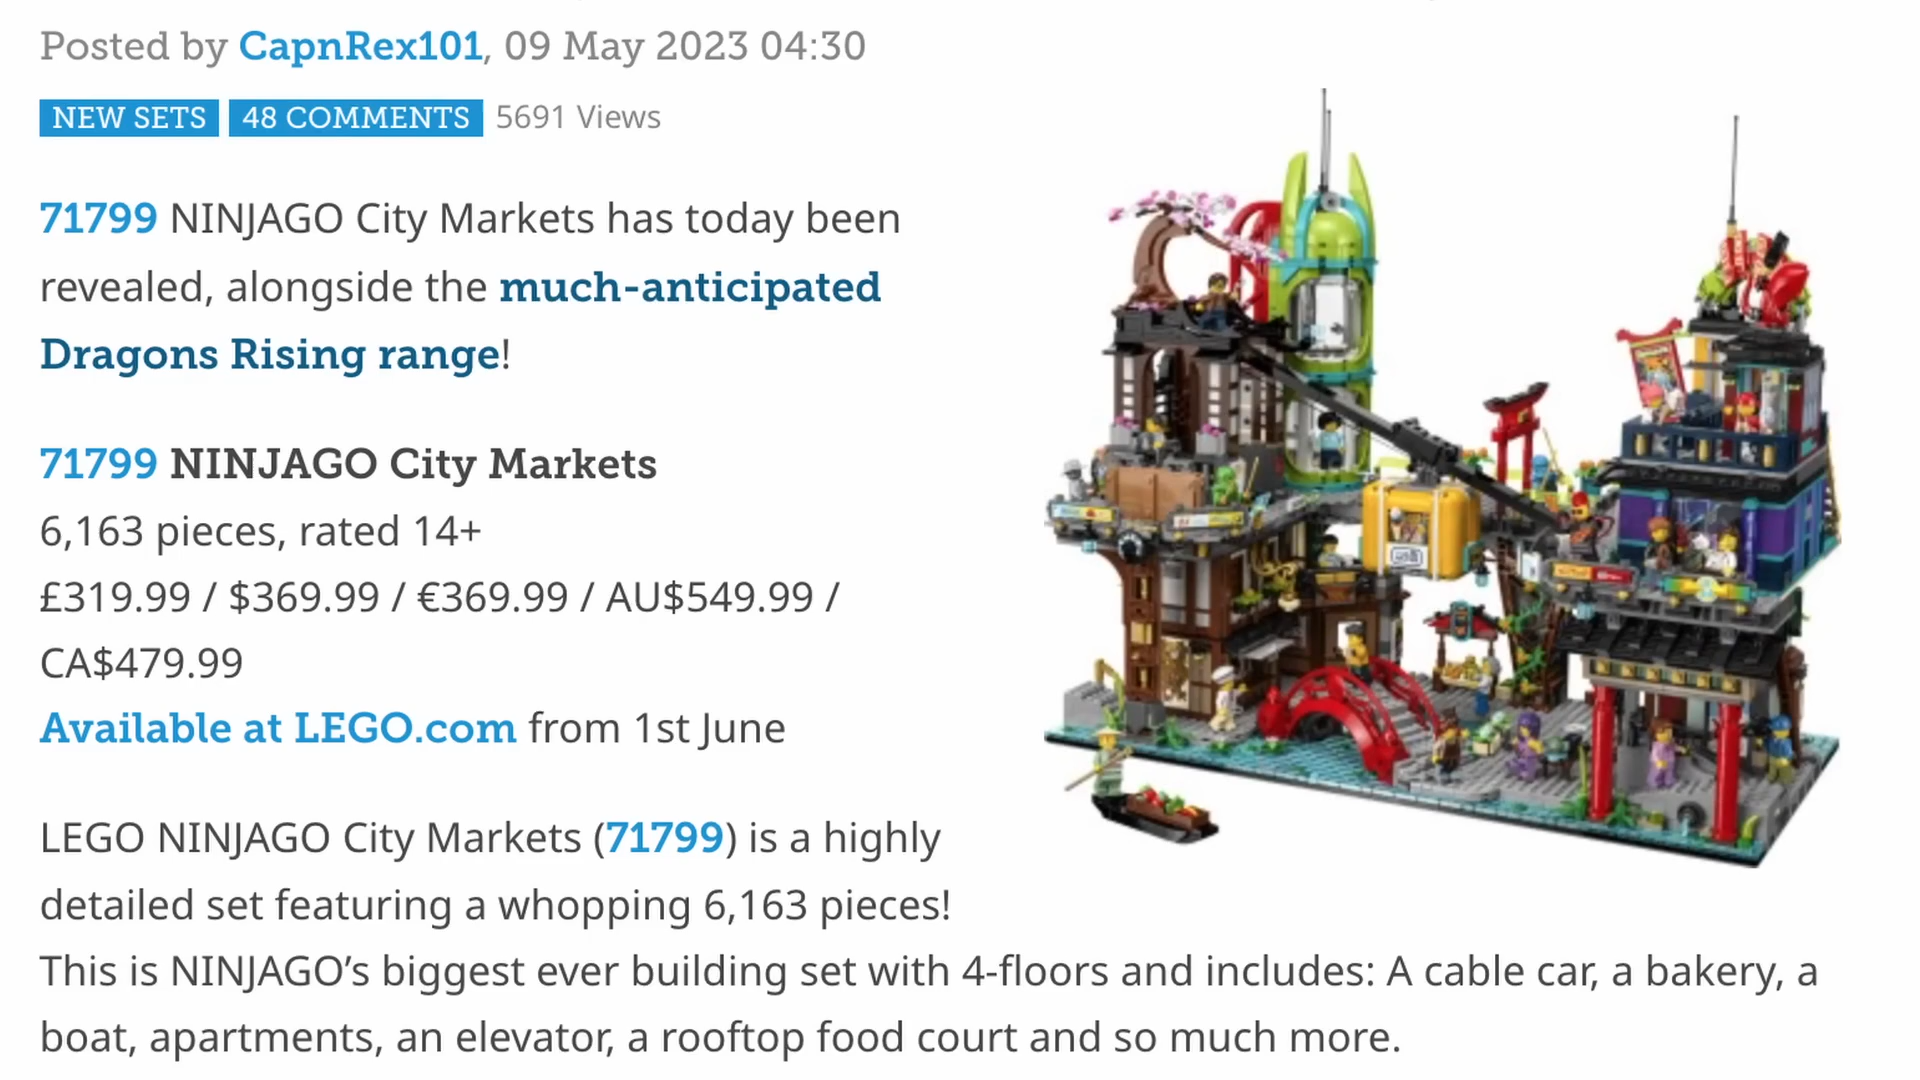 Posted by CapnRex101, 09 May 2023 04:30
NEW SETS 48 COMMENTS 5691 Views
71799 NINJAGO City Markets has today been
revealed, alongside the much-anticipated
Dragons Rising range!
71799 NINJAGO City Markets
6,163 pieces, rated 14+
£319.99 / $369.99 / €369.99 / AU$549.99 /
CA$479.99
Available at LEGO.com from 1st June
LEGO NINJAGO City Markets (71799) is a highly
detailed set featuring a whopping 6,163 pieces!
This is NINJAGO’s biggest ever building set with 4-floors and includes: A cable car, a bakery, a
boat, apartments, an elevator, a rooftop food court and so much more.